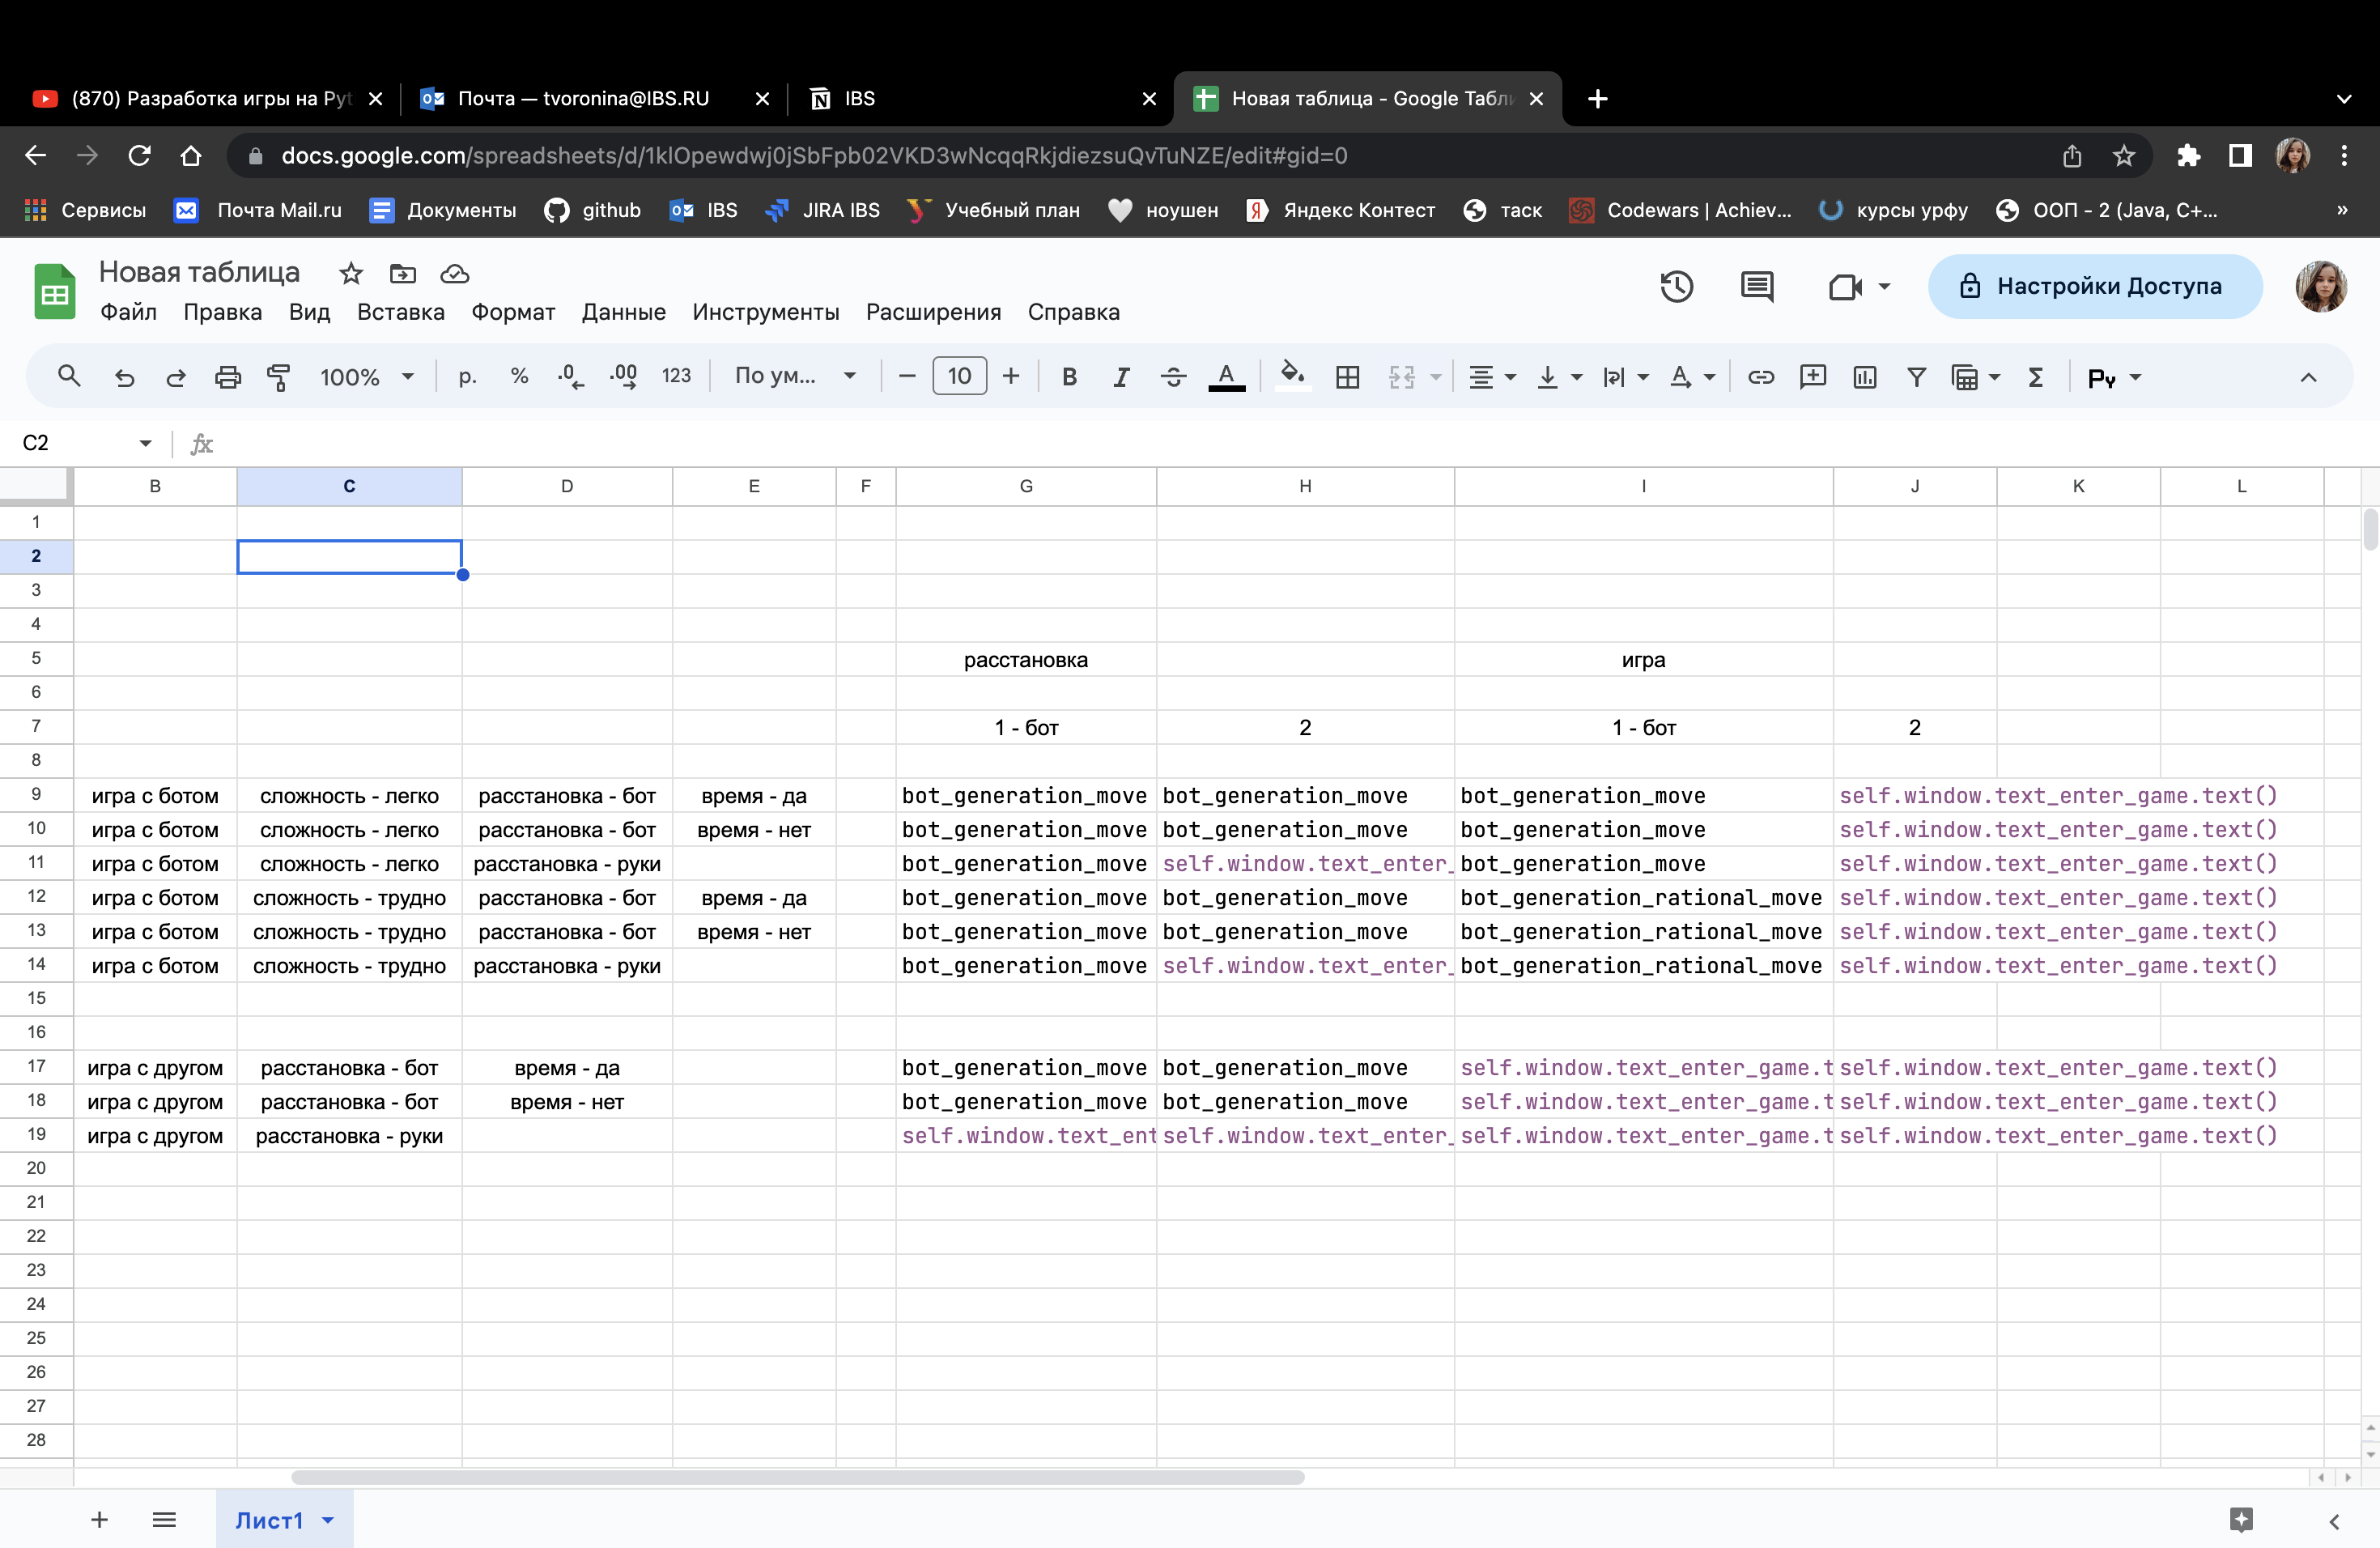 (870) Разработка игры на Pyt
Почта — tvoronina@IBS.RU
IBS
Новая таблица - Google Табли
docs.google.com/spreadsheets/d/1klOpewdwj0jSbFpb02VKD3wNcqqRkjdiezsuQvTuNZE/edit#gid=0
Сервисы Почта Mail.ru Документы github IBS JIRA IBS Учебный план ноушен Яндекс Контест таск Codewars | Achiev... курсы урфу ООП - 2 (Java, C+... »
Новая таблица
Файл Правка Вид Вставка Формат Данные Инструменты Расширения Справка
Настройки Доступа
100% р. % .0 .00 123 По ум... 10 B I S A Σ Py
C2 fx
B C D E F G H I J K L
1
2
3
4
5 расстановка игра
6
7 1 - бот 2 1 - бот 2
8
9 игра с ботом сложность - легко расстановка - бот время - да bot_generation_move bot_generation_move bot_generation_move self.window.text_enter_game.text()
10 игра с ботом сложность - легко расстановка - бот время - нет bot_generation_move bot_generation_move bot_generation_move self.window.text_enter_game.text()
11 игра с ботом сложность - легко расстановка - руки bot_generation_move self.window.text_enter_ bot_generation_move self.window.text_enter_game.text()
12 игра с ботом сложность - трудно расстановка - бот время - да bot_generation_move bot_generation_move bot_generation_rational_move self.window.text_enter_game.text()
13 игра с ботом сложность - трудно расстановка - бот время - нет bot_generation_move bot_generation_move bot_generation_rational_move self.window.text_enter_game.text()
14 игра с ботом сложность - трудно расстановка - руки bot_generation_move self.window.text_enter_ bot_generation_rational_move self.window.text_enter_game.text()
15
16
17 игра с другом расстановка - бот время - да bot_generation_move bot_generation_move self.window.text_enter_game.t self.window.text_enter_game.text()
18 игра с другом расстановка - бот время - нет bot_generation_move bot_generation_move self.window.text_enter_game.t self.window.text_enter_game.text()
19 игра с другом расстановка - руки self.window.text_ent self.window.text_enter_ self.window.text_enter_game.t self.window.text_enter_game.text()
20
21
22
23
24
25
26
27
28
Лист1